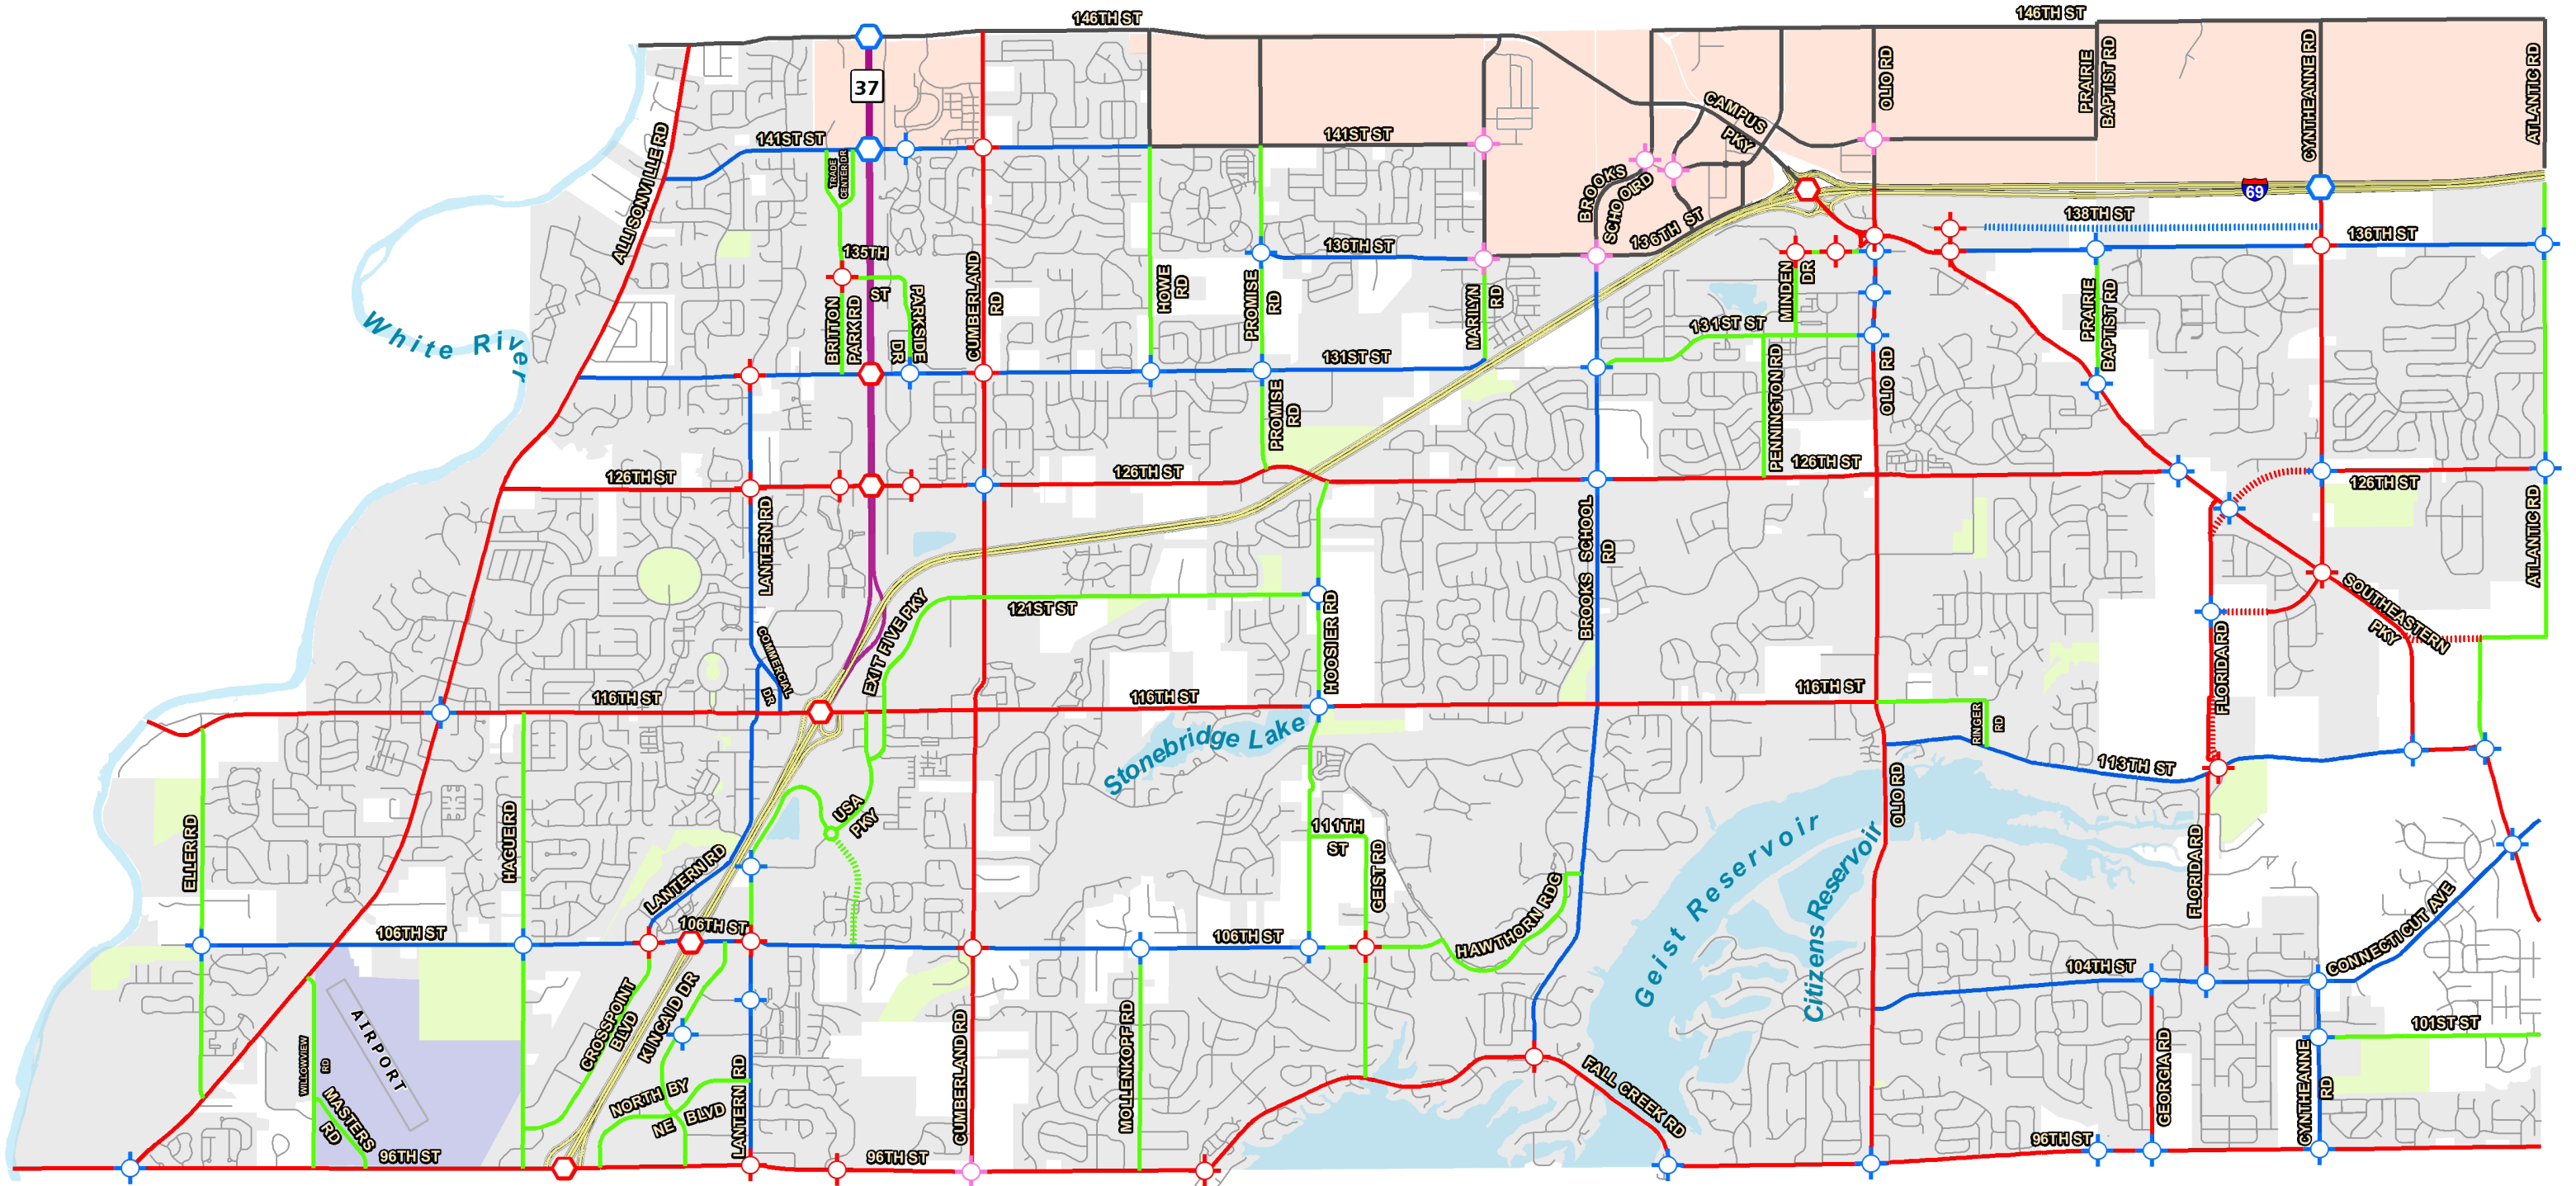 146TH ST
146TH ST
37
OLIO RD
PRAIRIE
BAPTIST RD
CYNTHEANNE RD
ATLANTIC RD
CAMPUS
PKY
141ST ST
141ST ST
ALLISONVILLE RD
TRADE
CENTER DR
BROOKS
SCHOOL RD
69
138TH ST
136TH ST
136TH ST
136TH ST
135TH
ST
BRITTON
PARK RD
PARKSIDE
DR
CUMBERLAND
RD
HOWE
RD
PROMISE
RD
MARILYN
RD
MINDEN
DR
PRAIRIE
BAPTIST RD
White River
131ST ST
131ST ST
PENNINGTON RD
OLIO RD
PROMISE
RD
126TH ST
126TH ST
126TH ST
126TH ST
LANTERN RD
BROOKS SCHOOL
RD
ATLANTIC RD
EXIT FIVE PKY
121ST ST
HOOSIER RD
SOUTHEASTERN
PKY
FLORIDA RD
COMMERCIAL
DR
116TH ST
116TH ST
116TH ST
RINGER
RD
Stonebridge Lake
113TH ST
OLIO RD
USA
PKY
111TH
ST
ELLER RD
HAGUE RD
LANTERN RD
GEIST RD
HAWTHORN RDG
Geist Reservoir
Citizens Reservoir
FLORIDA RD
106TH ST
106TH ST
106TH ST
CONNECTICUT AVE
104TH ST
AIRPORT
CROSSPOINT
BLVD
KINCAID DR
101ST ST
WILLOWVIEW
RD
MASTERS
RD
NORTH BY
NE BLVD
LANTERN RD
CUMBERLAND RD
MOLLENKOPF RD
FALL CREEK RD
GEORGIA RD
CYNTHEANNE
RD
96TH ST
96TH ST
96TH ST